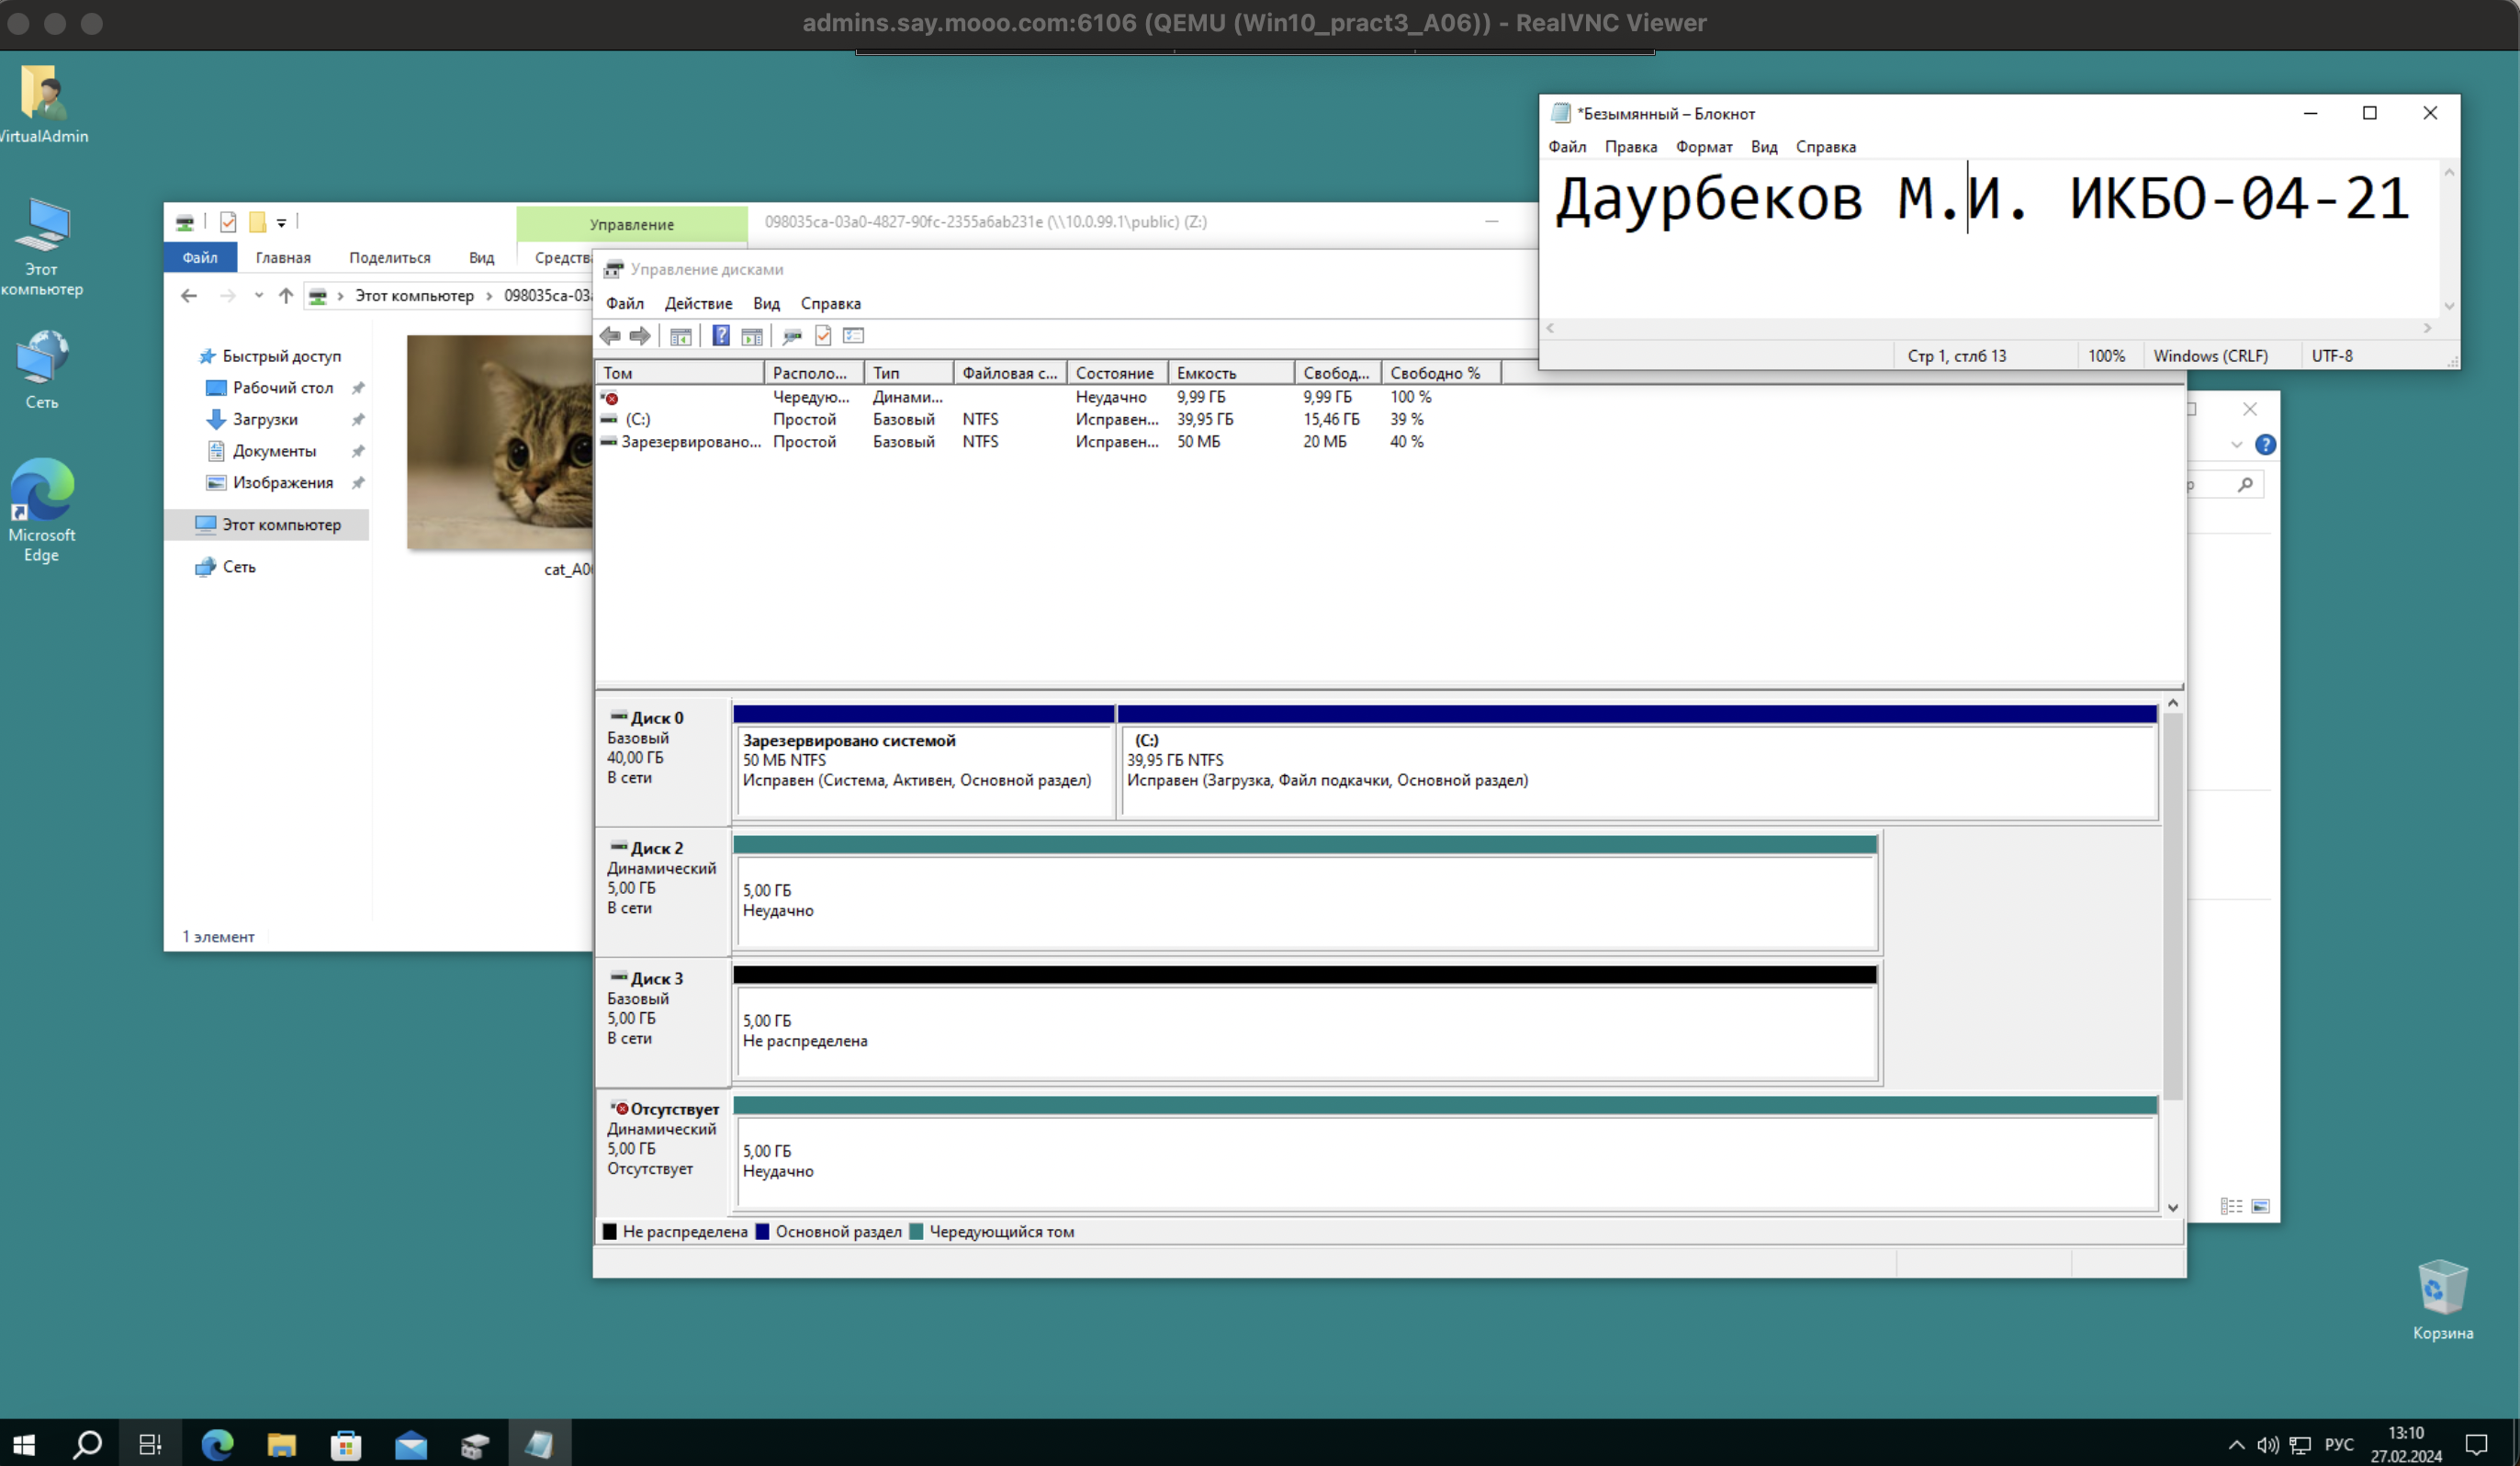 admins.say.mooo.com:6106 (QEMU (Win10_pract3_A06)) - RealVNC Viewer
VirtualAdmin
Этот
компьютер
Сеть
Microsoft
Edge
Корзина
Управление
098035ca-03a0-4827-90fc-2355a6ab231e (\\10.0.99.1\public) (Z:)
Файл
Главная
Поделиться
Вид
Этот компьютер
Быстрый доступ
Рабочий стол
Загрузки
Документы
Изображения
Этот компьютер
Сеть
1 элемент
Управление дисками
Файл Действие Вид Справка
Том Располо... Тип Файловая с... Состояние Емкость Свобод... Свободно %
Чередую... Динами... Неудачно 9,99 ГБ 9,99 ГБ 100 %
(C:) Простой Базовый NTFS Исправен... 39,95 ГБ 15,46 ГБ 39 %
Зарезервировано... Простой Базовый NTFS Исправен... 50 МБ 20 МБ 40 %
Диск 0
Базовый
40,00 ГБ
В сети
Зарезервировано системой
50 МБ NTFS
Исправен (Система, Активен, Основной раздел)
(C:)
39,95 ГБ NTFS
Исправен (Загрузка, Файл подкачки, Основной раздел)
Диск 2
Динамический
5,00 ГБ
В сети
5,00 ГБ
Неудачно
Диск 3
Базовый
5,00 ГБ
В сети
5,00 ГБ
Не распределена
Отсутствует
Динамический
5,00 ГБ
Отсутствует
5,00 ГБ
Неудачно
Не распределена Основной раздел Чередующийся том
*Безымянный – Блокнот
Файл Правка Формат Вид Справка
Даурбеков М.И. ИКБО-04-21
Стр 1, стлб 13
100%
Windows (CRLF)
UTF-8
РУС
13:10
27.02.2024